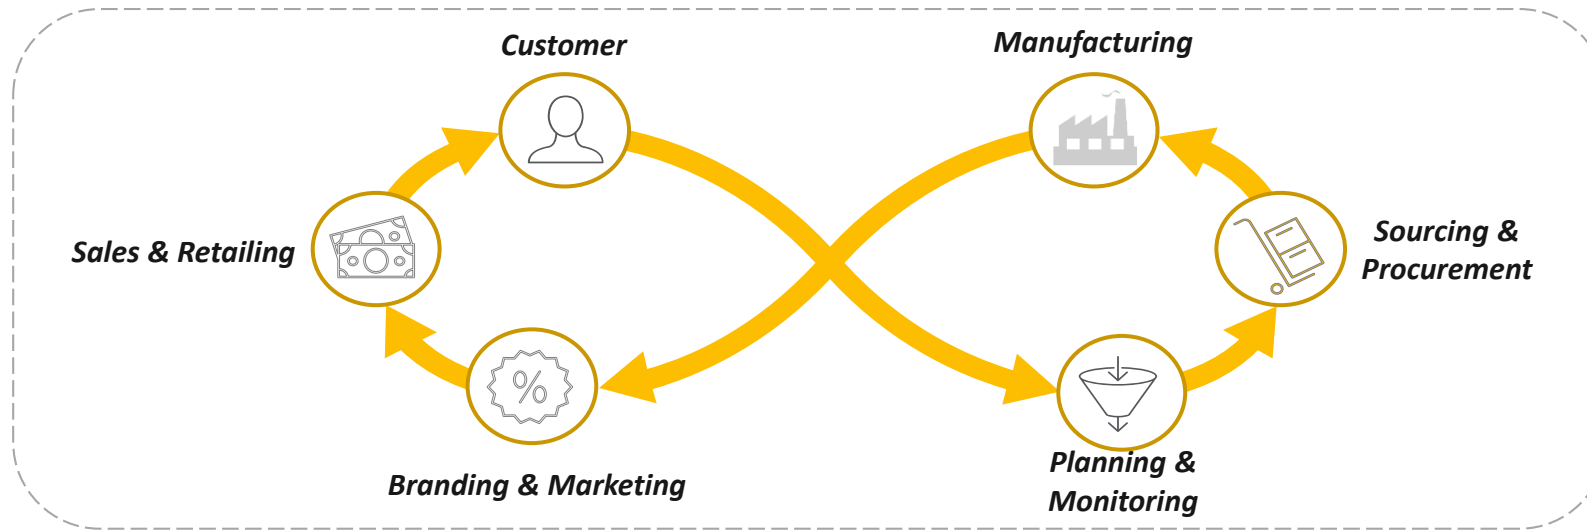 Customer
Manufacturing
Sales & Retailing
Sourcing &
Procurement
%
Branding & Marketing
Planning &
Monitoring